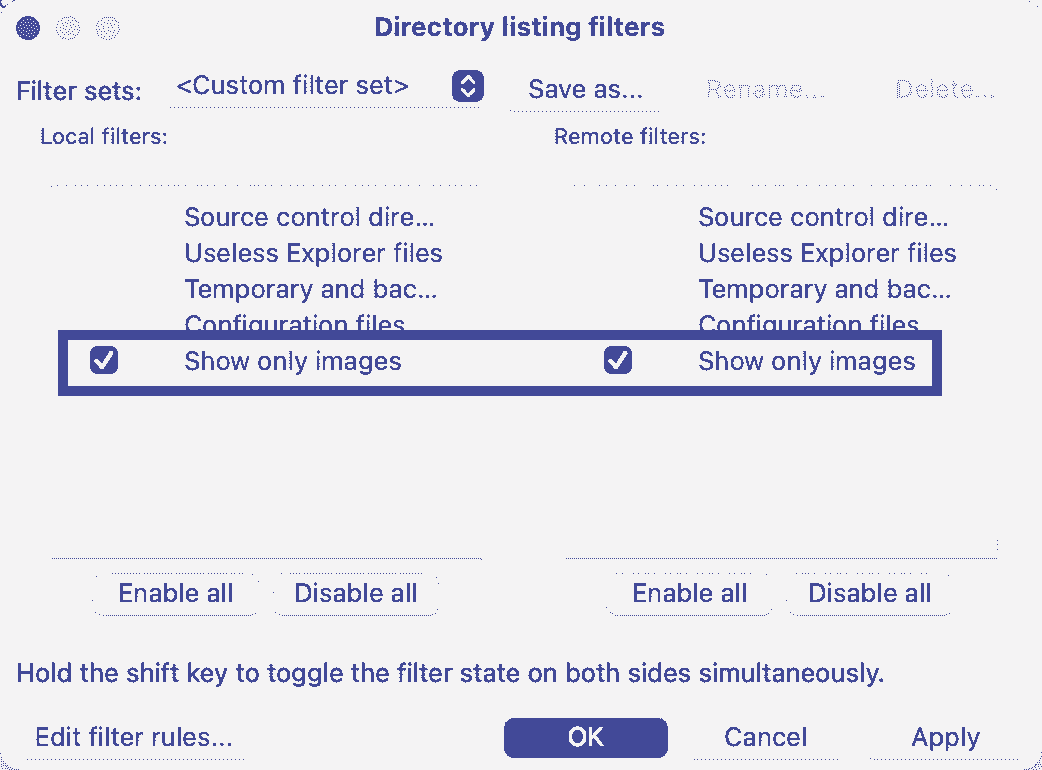 Directory listing filters
Filter sets: <Custom filter set> Save as... Rename... Delete...
Local filters: Remote filters:
Source control dire... Source control dire...
Useless Explorer files Useless Explorer files
Temporary and bac... Temporary and bac...
Configuration files Configuration files
Show only images Show only images
Enable all Disable all Enable all Disable all
Hold the shift key to toggle the filter state on both sides simultaneously.
Edit filter rules... OK Cancel Apply